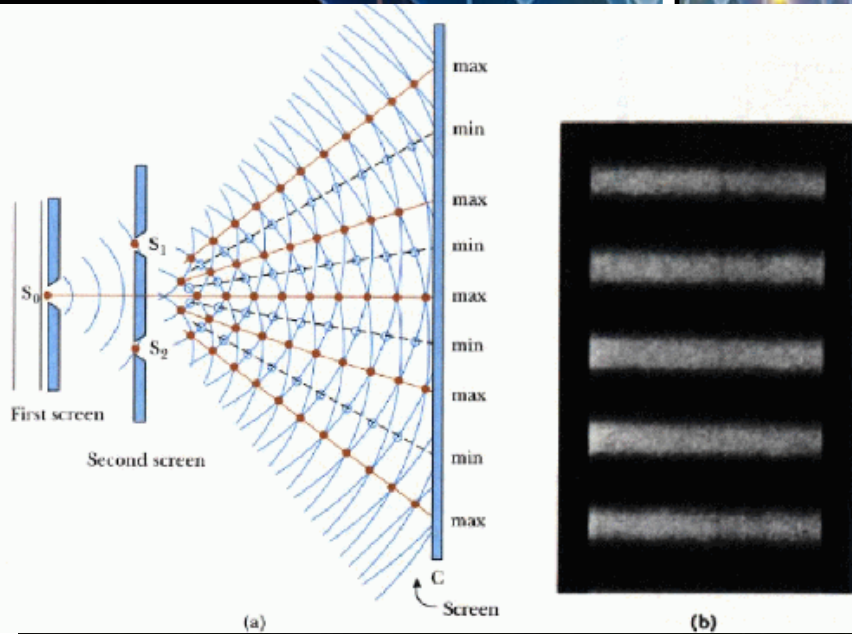 max
min
max
S₁
min
S₀
max
S₂
min
First screen
max
Second screen
min
max
C
Screen
(a)
(b)